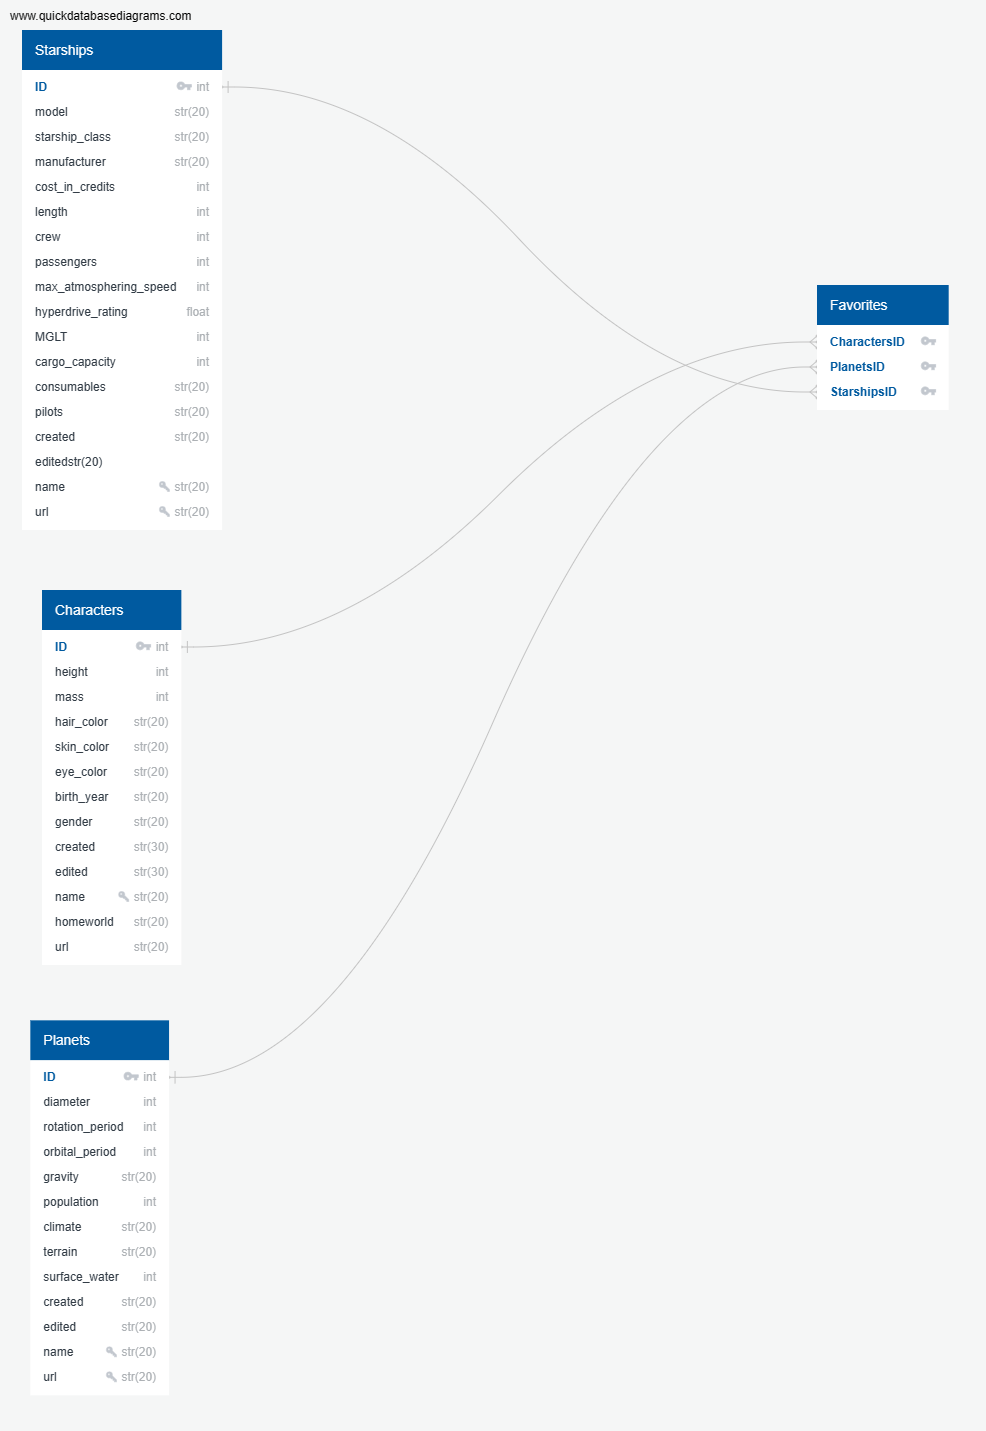 www.quickdatabasediagrams.com
Starships
ID int
model str(20)
starship_class str(20)
manufacturer str(20)
cost_in_credits int
length int
crew int
passengers int
max_atmosphering_speed int
hyperdrive_rating float
MGLT int
cargo_capacity int
consumables str(20)
pilots str(20)
created str(20)
editedstr(20)
name str(20)
url str(20)
Favorites
CharactersID
PlanetsID
StarshipsID
Characters
ID int
height int
mass int
hair_color str(20)
skin_color str(20)
eye_color str(20)
birth_year str(20)
gender str(20)
created str(30)
edited str(30)
name str(20)
homeworld str(20)
url str(20)
Planets
ID int
diameter int
rotation_period int
orbital_period int
gravity str(20)
population int
climate str(20)
terrain str(20)
surface_water int
created str(20)
edited str(20)
name str(20)
url str(20)